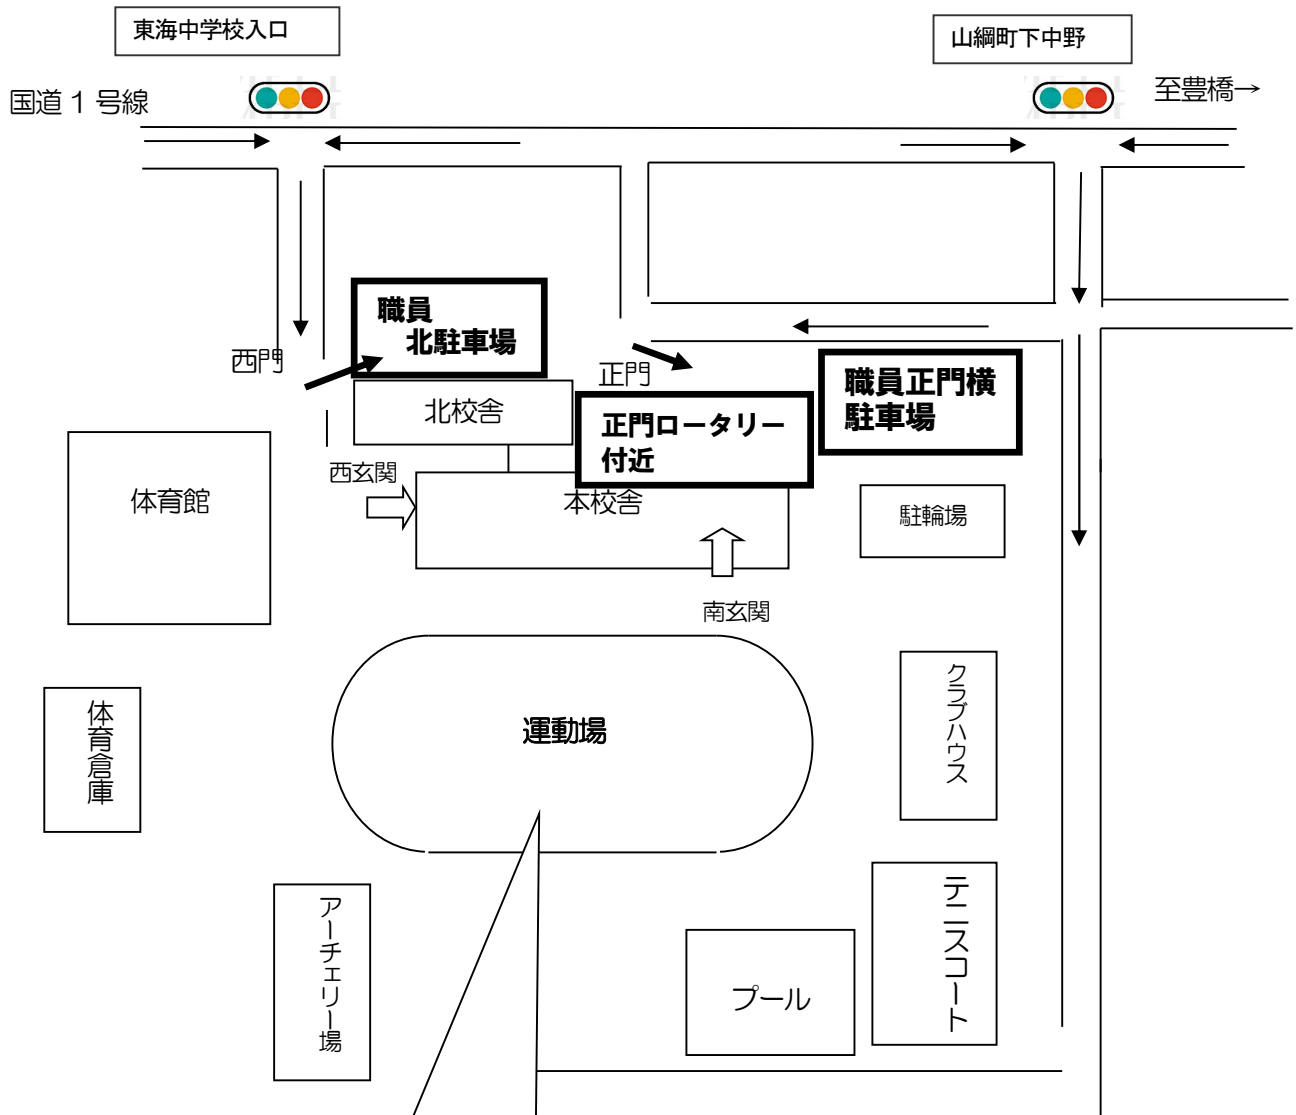 東海中学校入口
山綱町下中野
国道1号線
至豊橋→
職員
北駐車場
西門
正門
職員正門横
駐車場
北校舎
正門ロータリー
付近
西玄関
体育館
本校舎
駐輪場
南玄関
クラブハウス
体育倉庫
運動場
アーチェリー場
テニスコート
プール